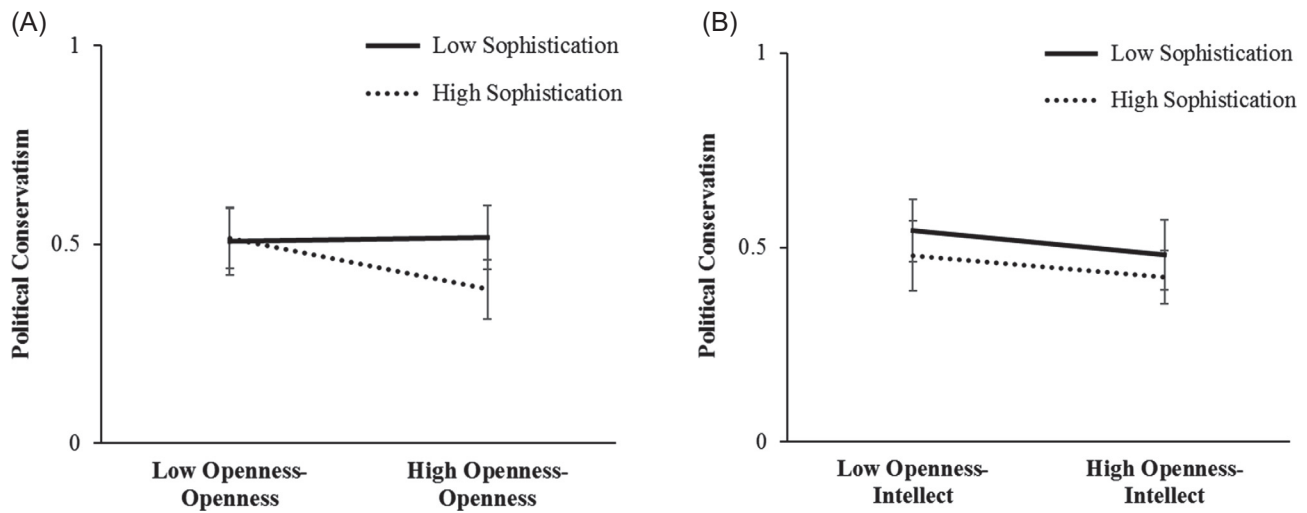 (A)
1
Low Sophistication
High Sophistication
Political Conservatism
0.5
0
Low Openness-
Openness
High Openness-
Openness
(B)
1
Low Sophistication
High Sophistication
Political Conservatism
0.5
0
Low Openness-
Intellect
High Openness-
Intellect